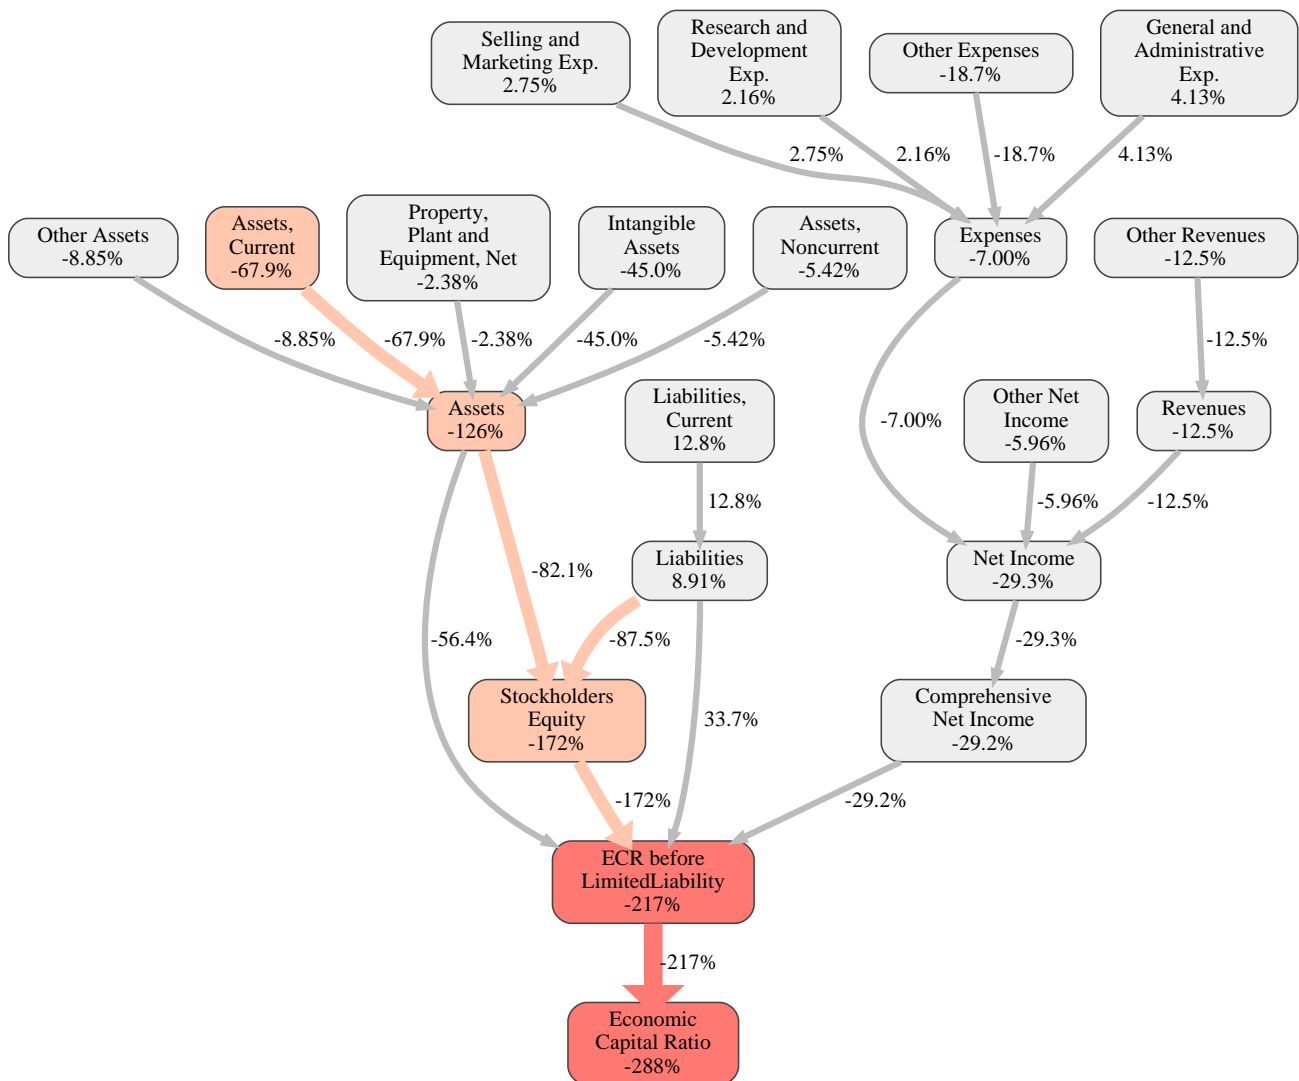 Selling and
Marketing Exp.
2.75%
Research and
Development
Exp.
2.16%
Other Expenses
-18.7%
General and
Administrative
Exp.
4.13%
2.75%
2.16%
-18.7%
4.13%
Other Assets
-8.85%
Assets,
Current
-67.9%
Property,
Plant and
Equipment, Net
-2.38%
Intangible
Assets
-45.0%
Assets,
Noncurrent
-5.42%
Expenses
-7.00%
Other Revenues
-12.5%
-8.85%
-67.9%
-2.38%
-45.0%
-5.42%
-12.5%
Assets
-126%
Liabilities,
Current
12.8%
-7.00%
Other Net
Income
-5.96%
Revenues
-12.5%
12.8%
-5.96%
-12.5%
-82.1%
Liabilities
8.91%
Net Income
-29.3%
-56.4%
-87.5%
-29.3%
Stockholders
Equity
-172%
33.7%
Comprehensive
Net Income
-29.2%
-172%
-29.2%
ECR before
LimitedLiability
-217%
-217%
Economic
Capital Ratio
-288%